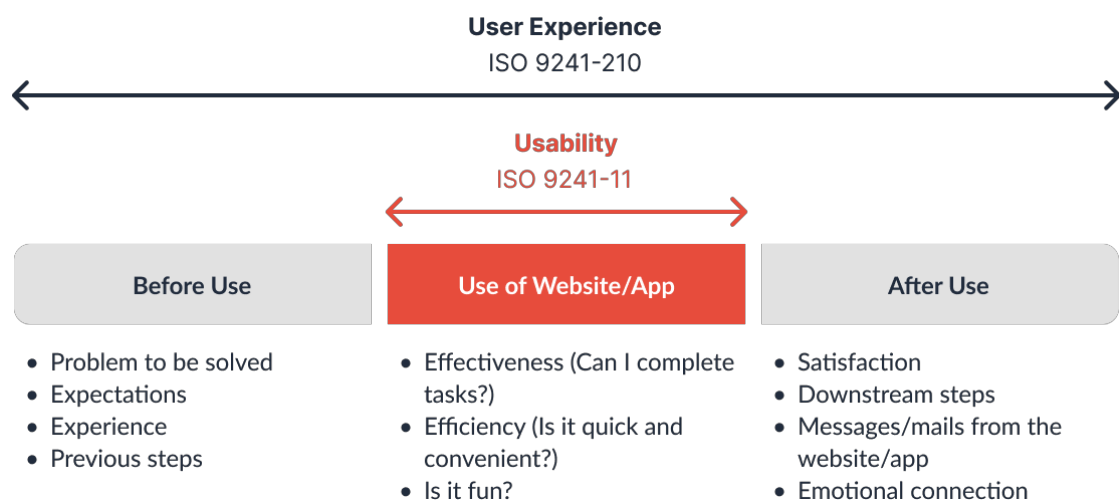 User Experience
ISO 9241-210
Usability
ISO 9241-11
Before Use
Use of Website/App
After Use
• Problem to be solved
• Expectations
• Experience
• Previous steps
• Effectiveness (Can I complete
tasks?)
• Efficiency (Is it quick and
convenient?)
• Is it fun?
• Satisfaction
• Downstream steps
• Messages/mails from the
website/app
• Emotional connection